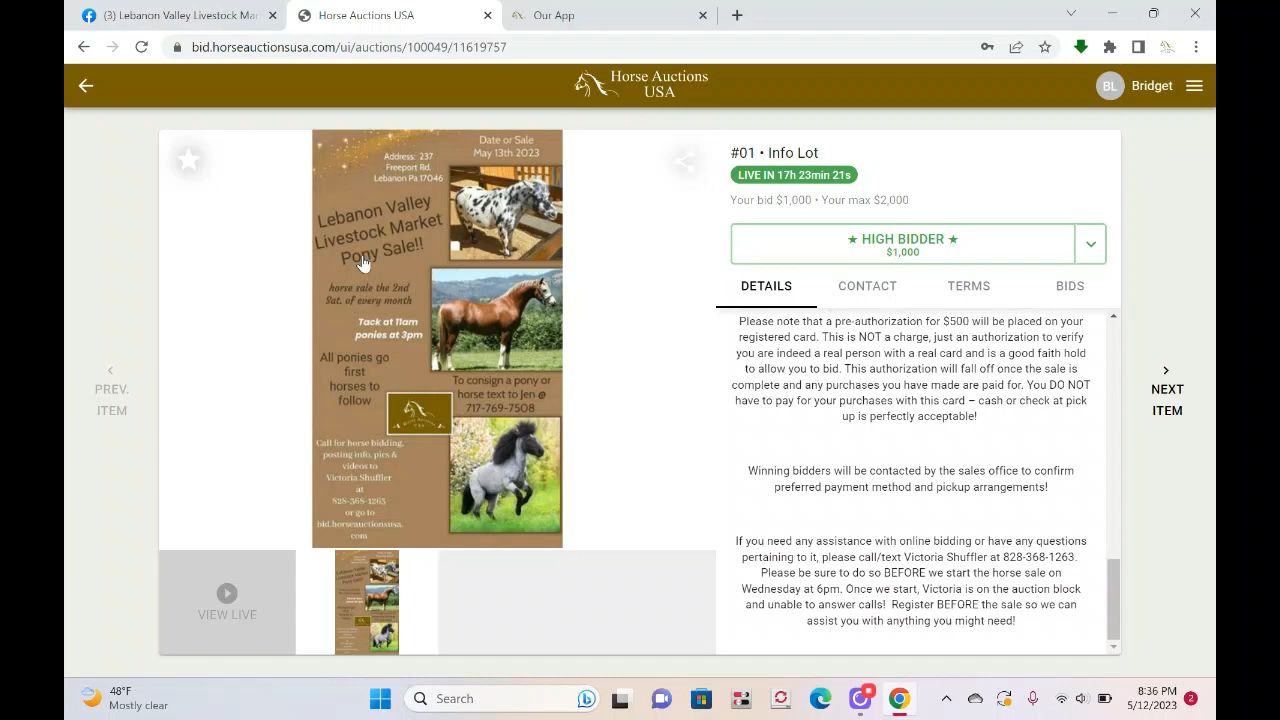 (3) Lebanon Valley Livestock Mar
Horse Auctions USA
Our App
bid.horseauctionsusa.com/ui/auctions/100049/11619757
Horse Auctions
USA
BL
Bridget
Date or Sale
May 13th 2023
Address: 237
Freeport Rd.
Lebanon Pa 17046
Lebanon Valley
Livestock Market
Pony Sale!!
horse sale the 2nd
Sat. of every month
Tack at 11am
ponies at 3pm
All ponies go
first
horses to
follow
To consign a pony or
horse text to Jen @
717-769-7508
Horse Auctions
USA
Call for horse bidding,
posting info, pics &
videos to
Victoria Shuffler
at
828-368-1263
or go to
bid.horseauctionsusa.
com
PREV.
ITEM
VIEW LIVE
#01 • Info Lot
LIVE IN 17h 23min 21s
Your bid $1,000 • Your max $2,000
★ HIGH BIDDER ★
$1,000
DETAILS
CONTACT
TERMS
BIDS
Please note that a pre-authorization for $500 will be placed on your
registered card. This is NOT a charge, just an authorization to verify
you are indeed a real person with a real card and is a good faith hold
to allow you to bid. This authorization will fall off once the sale is
complete and any purchases you have made are paid for. You DO NOT
have to pay for your purchases with this card – cash or check at pick
up is perfectly acceptable!
Winning bidders will be contacted by the sales office to confirm
preferred payment method and pickup arrangements!
If you need any assistance with online bidding or have any questions
pertaining to it, please call/text Victoria Shuffler at 828-368-1263.
Please be sure to do so BEFORE we start the horse sale on
Wednesday at 6pm. Once we start, Victoria is on the auction block
and unable to answer calls! Register BEFORE the sale so we can
assist you with anything you might need!
NEXT
ITEM
48°F
Mostly clear
Search
8:36 PM
5/12/2023
2